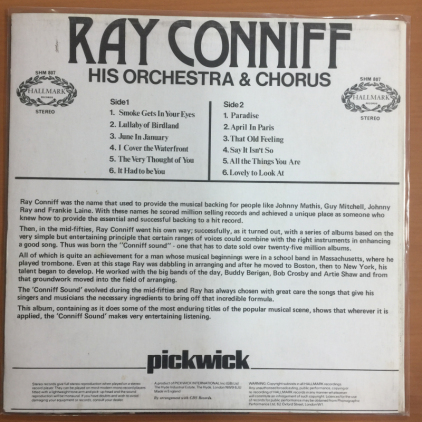 RAY CONNIFF
HIS ORCHESTRA & CHORUS
SHM 807
HALLMARK
STEREO
SHM 807
HALLMARK
STEREO
Side 1
1. Smoke Gets In Your Eyes
2. Lullaby of Birdland
3. June in January
4. I Cover the Waterfront
5. The Very Thought of You
6. It Had to be You
Side 2
1. Paradise
2. April In Paris
3. That Old Feeling
4. Say It Isn't So
5. All the Things You Are
6. Lovely to Look At
Ray Conniff was the name that used to provide the musical backing for people like Johnny Mathis, Guy Mitchell, Johnny
Ray and Frankie Laine. With these names he scored million selling records and achieved a unique place as someone who
knew how to provide the essential and successful backing to a hit record.
Then, in the mid-fifties, Ray Conniff went his own way; successfully, as it turned out, with a series of albums based on the
very simple but entertaining principle that certain ranges of voices could combine with the right instruments in enhancing
a good song. Thus was born the "Conniff sound" - one that has to date sold over twenty-five million albums.
All of which is quite an achievement for a man whose musical beginnings were in a school band in Massachusetts, where he
played trombone. Even at this stage Ray was dabbling in arranging and after he moved to Boston, then to New York, his
talent began to develop. He worked with the big bands of the day, Buddy Berigan, Bob Crosby and Artie Shaw and from
that groundwork moved into the field of arranging.
The 'Conniff Sound' evolved during the mid-fifties and Ray has always chosen with great care the songs that give his
singers and musicians the necessary ingredients to bring off that incredible formula.
This album, containing as it does some of the most enduring titles of the popular musical scene, shows that wherever it is
applied, the 'Conniff Sound' makes very entertaining listening.
pickwick